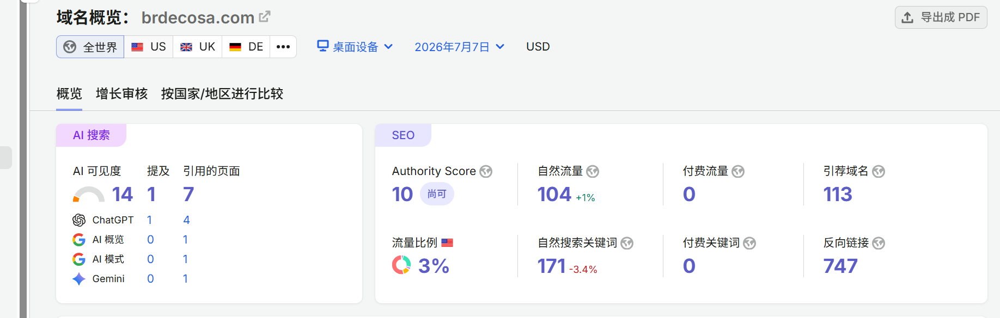 域名概览： brdecosa.com
导出成 PDF
全世界 US UK DE •••
桌面设备 2026年7月7日 USD
概览 增长审核 按国家/地区进行比较
AI 搜索
AI 可见度 提及 引用的页面
14 1 7
ChatGPT 1 4
AI 概览 0 1
AI 模式 0 1
Gemini 0 1
SEO
Authority Score 自然流量 付费流量 引荐域名
10 尚可 104 +1% 0 113
流量比例 自然搜索关键词 付费关键词 反向链接
3% 171 -3.4% 0 747